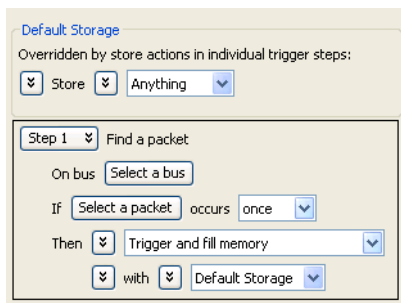 Default Storage
Overridden by store actions in individual trigger steps:
Store Anything
Step 1 Find a packet
On bus Select a bus
If Select a packet occurs once
Then Trigger and fill memory
with Default Storage